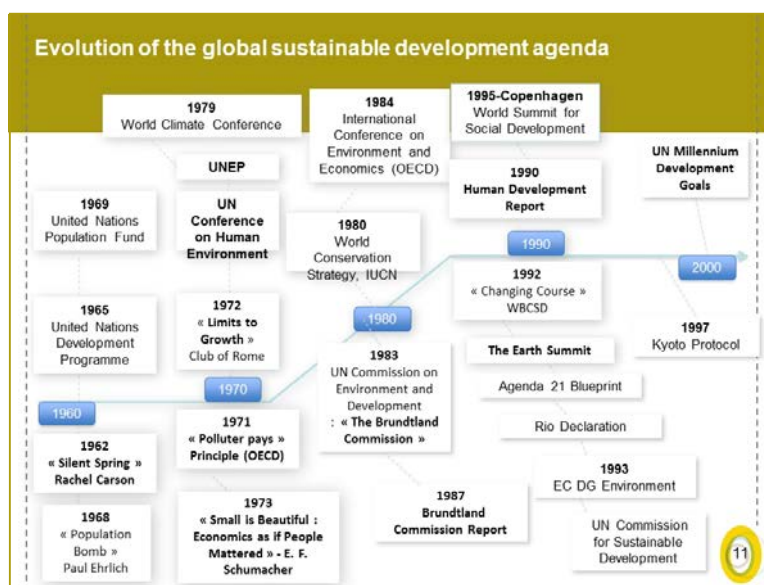 Evolution of the global sustainable development agenda
1979
World Climate Conference
1984
International
Conference on
Environment and
Economics (OECD)
1995-Copenhagen
World Summit for
Social Development
UN Millennium
Development
Goals
UNEP
1990
Human Development
Report
1969
United Nations
Population Fund
UN
Conference
on Human
Environment
1980
World
Conservation
Strategy, IUCN
1990
2000
1965
United Nations
Development
Programme
1972
« Limits to
Growth »
Club of Rome
1980
1992
« Changing Course »
WBCSD
1997
Kyoto Protocol
1970
1983
UN Commission on
Environment and
Development
: « The Brundtland
Commission »
The Earth Summit
Agenda 21 Blueprint
Rio Declaration
1960
1962
« Silent Spring »
Rachel Carson
1971
« Polluter pays »
Principle (OECD)
1993
EC DG Environment
1968
« Population
Bomb »
Paul Ehrlich
1973
« Small is Beautiful :
Economics as if People
Mattered » - E. F.
Schumacher
1987
Brundtland
Commission Report
UN Commission
for Sustainable
Development
11